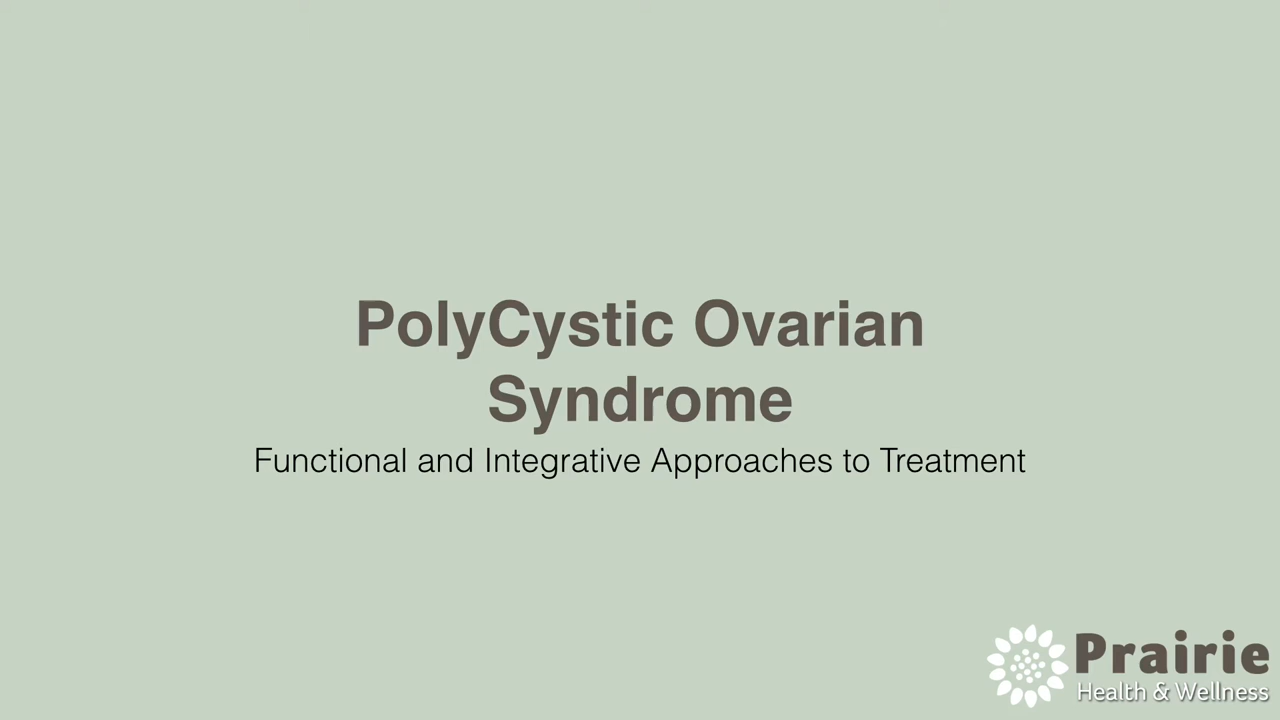 PolyCystic Ovarian
Syndrome
Functional and Integrative Approaches to Treatment
Prairie
Health & Wellness